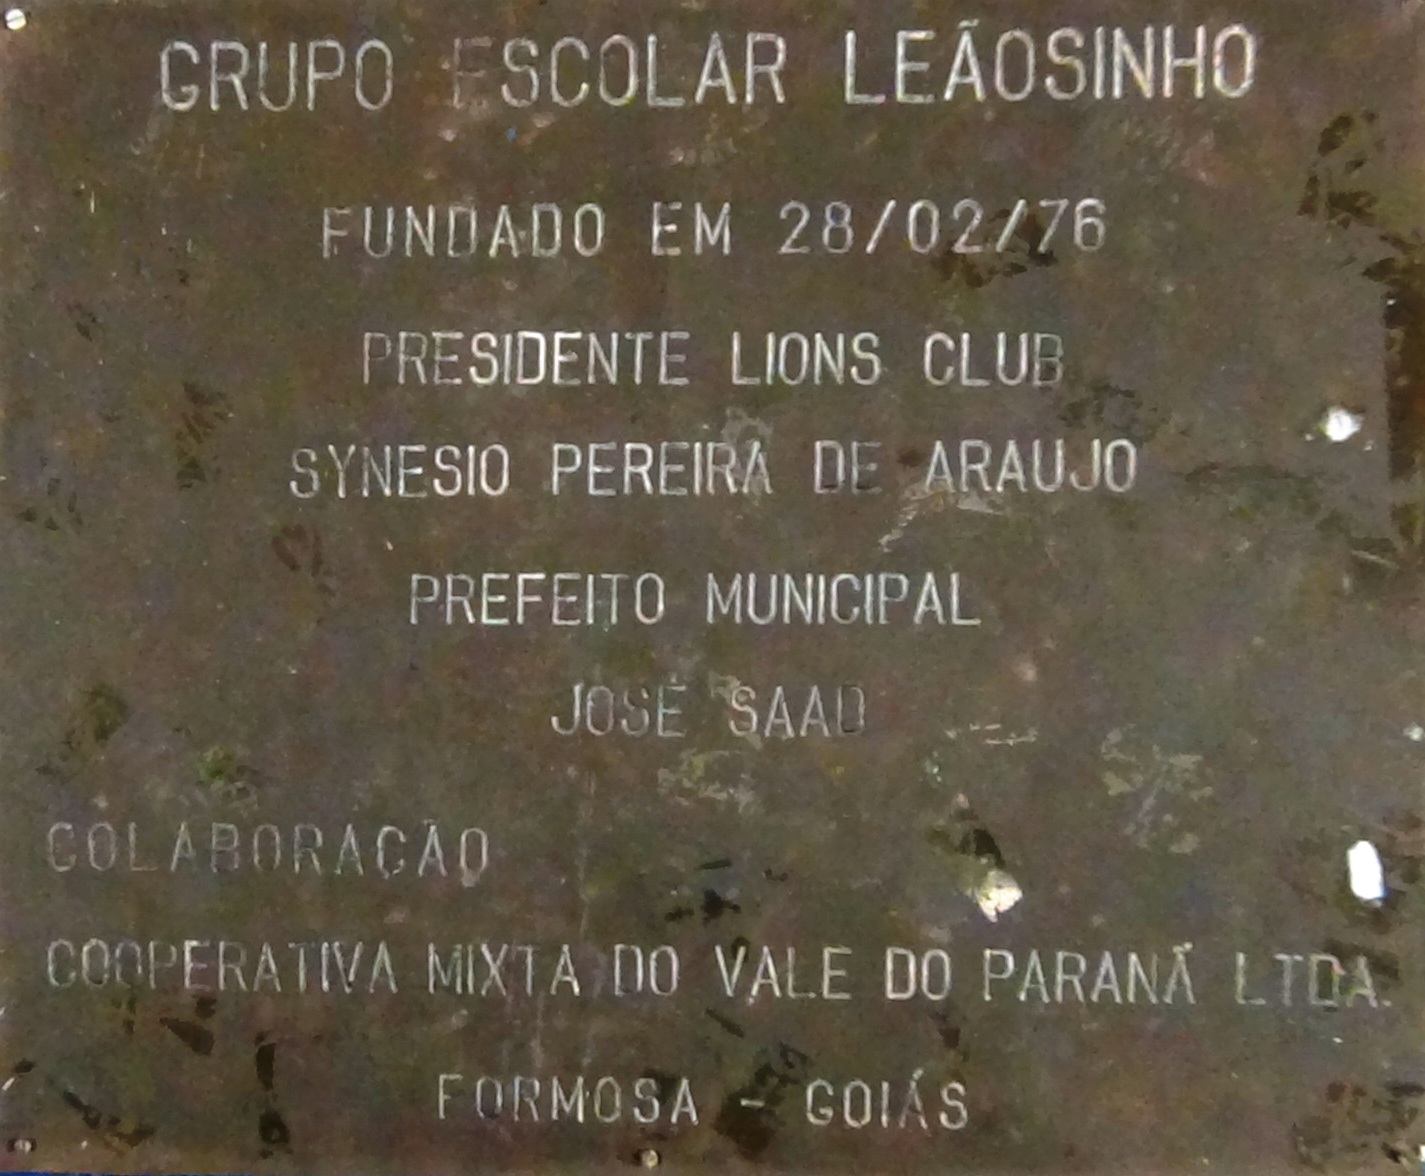 GRUPO ESCOLAR LEÃOSINHO
FUNDADO EM 28/02/76
PRESIDENTE LIONS CLUB
SYNESIO PEREIRA DE ARAUJO
PREFEITO MUNICIPAL
JOSÉ SAAD
COLABORAÇÃO
COOPERATIVA MIXTA DO VALE DO PARANÃ LTDA.
FORMOSA - GOIÁS